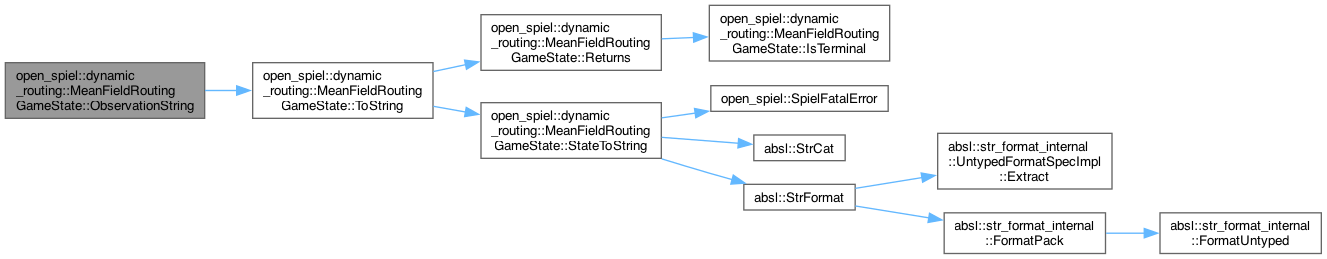 open_spiel::dynamic
_routing::MeanFieldRouting
GameState::ObservationString
open_spiel::dynamic
_routing::MeanFieldRouting
GameState::ToString
open_spiel::dynamic
_routing::MeanFieldRouting
GameState::Returns
open_spiel::dynamic
_routing::MeanFieldRouting
GameState::IsTerminal
open_spiel::dynamic
_routing::MeanFieldRouting
GameState::StateToString
open_spiel::SpielFatalError
absl::StrCat
absl::StrFormat
absl::str_format_internal
::UntypedFormatSpecImpl
::Extract
absl::str_format_internal
::FormatPack
absl::str_format_internal
::FormatUntyped